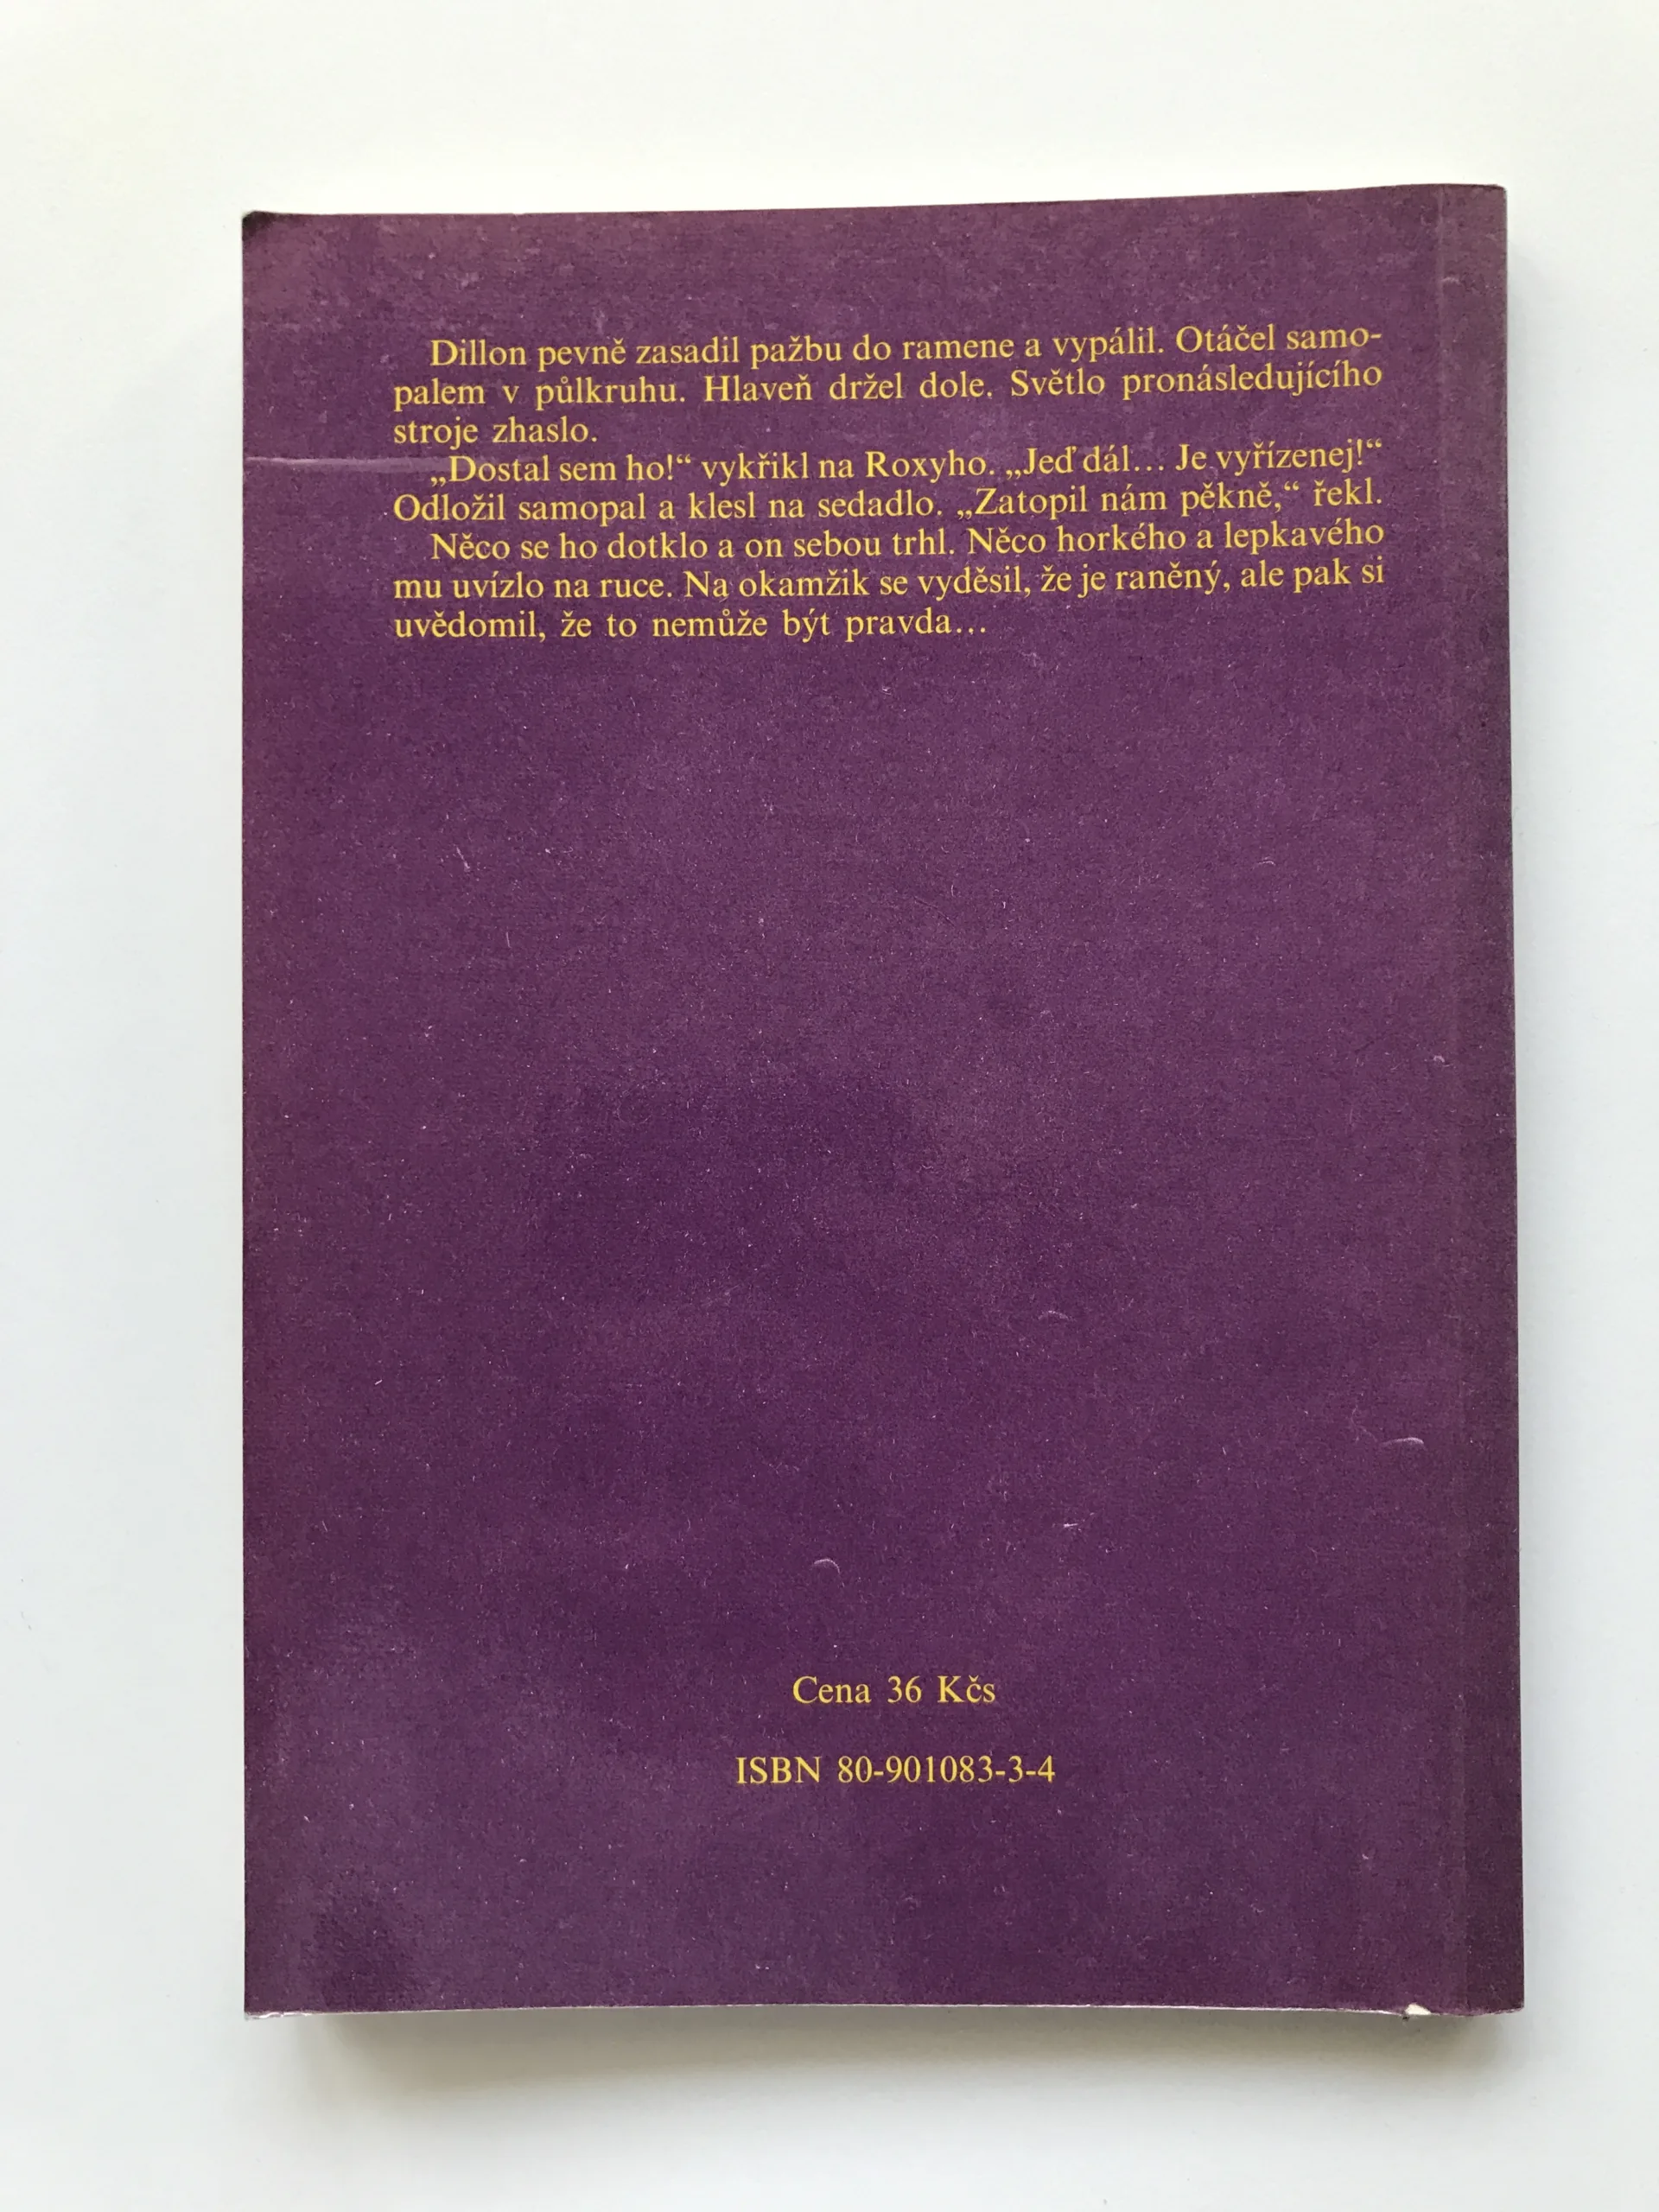 Dillon pevně zasadil pažbu do ramene a vypálil. Otáčel samo-
palem v půlkruhu. Hlaveň držel dole. Světlo pronásledujícího
stroje zhaslo.
„Dostal sem ho!“ vykřikl na Roxyho. „Jeď dál... Je vyřízenej!“
Odložil samopal a klesl na sedadlo. „Zatopil nám pěkně,“ řekl.
Něco se ho dotklo a on sebou trhl. Něco horkého a lepkavého
mu uvízlo na ruce. Na okamžik se vyděsil, že je raněný, ale pak si
uvědomil, že to nemůže být pravda...
Cena 36 Kčs
ISBN 80-901083-3-4